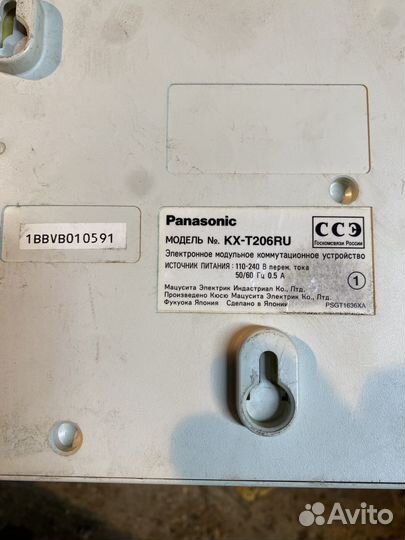 1BBVB010591
Panasonic
МОДЕЛЬ №. KX-T206RU
ССЭ
Госкомсвязи России
Электронное модульное коммутационное устройство
ИСТОЧНИК ПИТАНИЯ : 110-240 В перем. тока
50/60 Гц 0.5 А
1
Мацусита Электрик Индастриал Ко., Лтд.
Произведено Кюсю Мацусита Электрик Ко., Лтд.
Фукуока Япония Сделано в Японии
PSGT1636XA
Avito